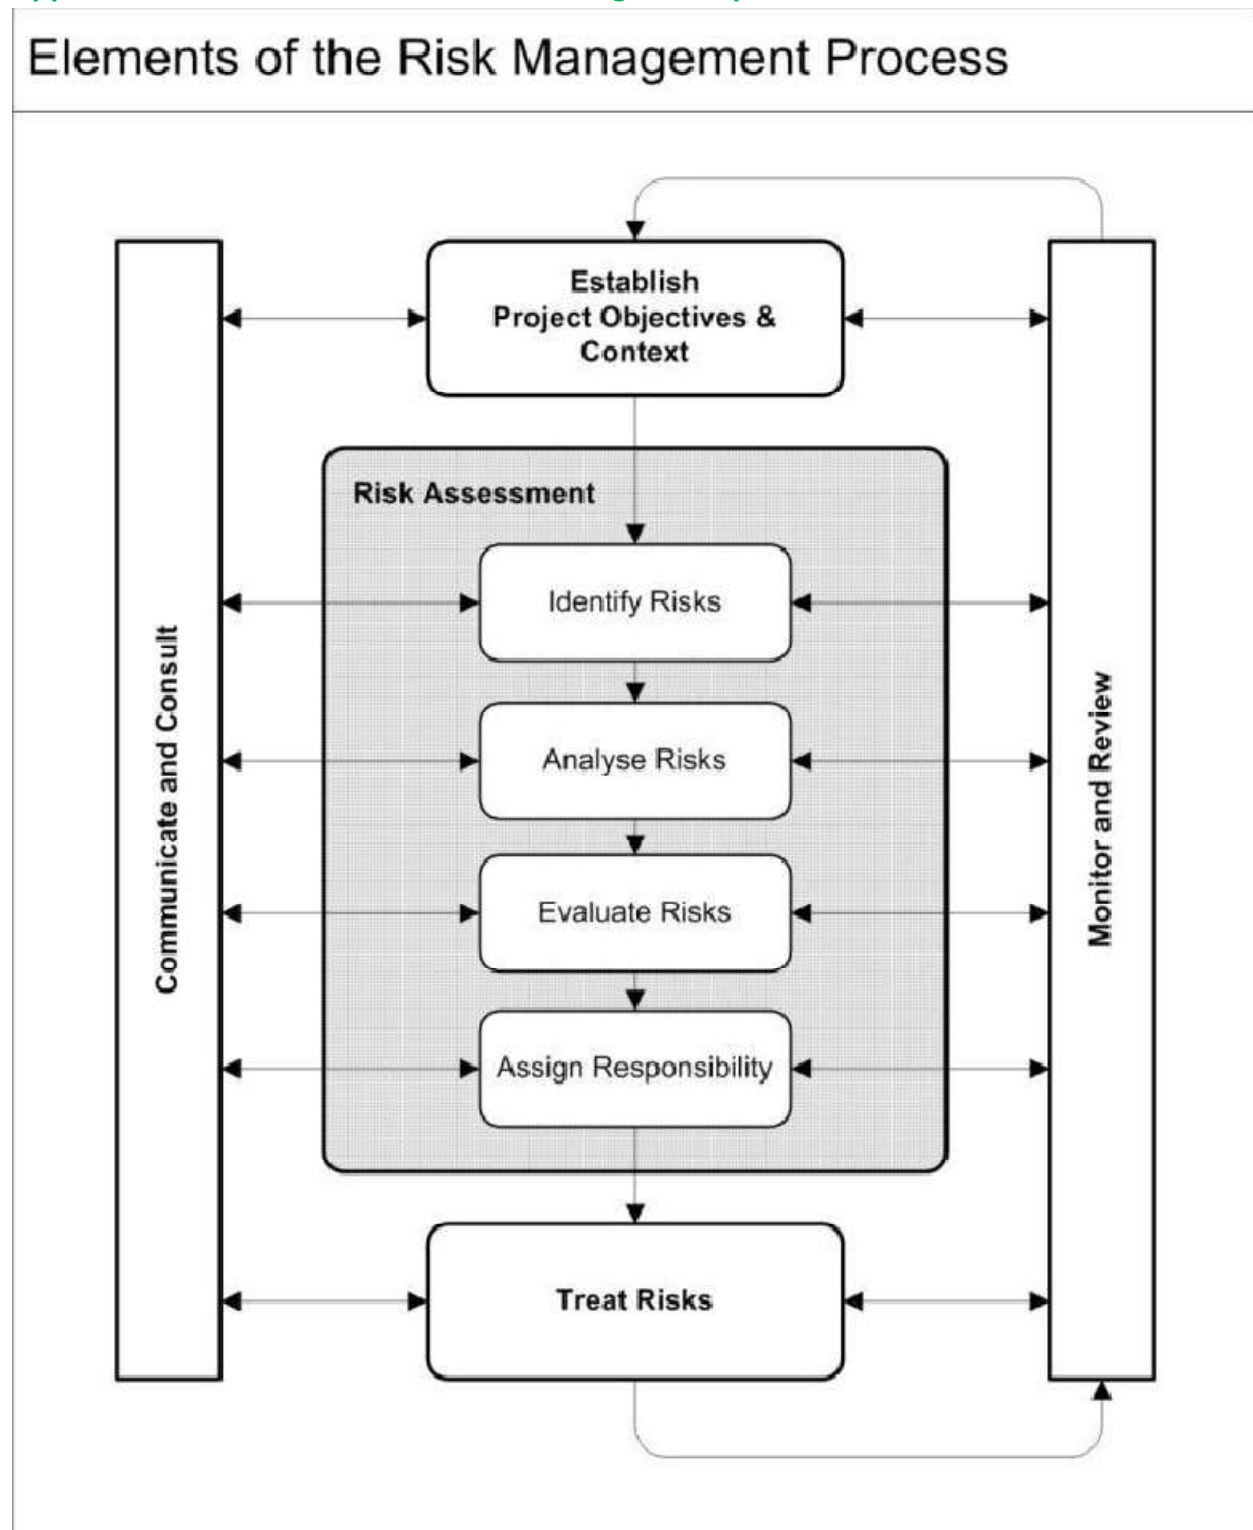 Elements of the Risk Management Process
Establish
Project Objectives &
Context
Risk Assessment
Identify Risks
Analyse Risks
Evaluate Risks
Assign Responsibility
Treat Risks
Communicate and Consult
Monitor and Review